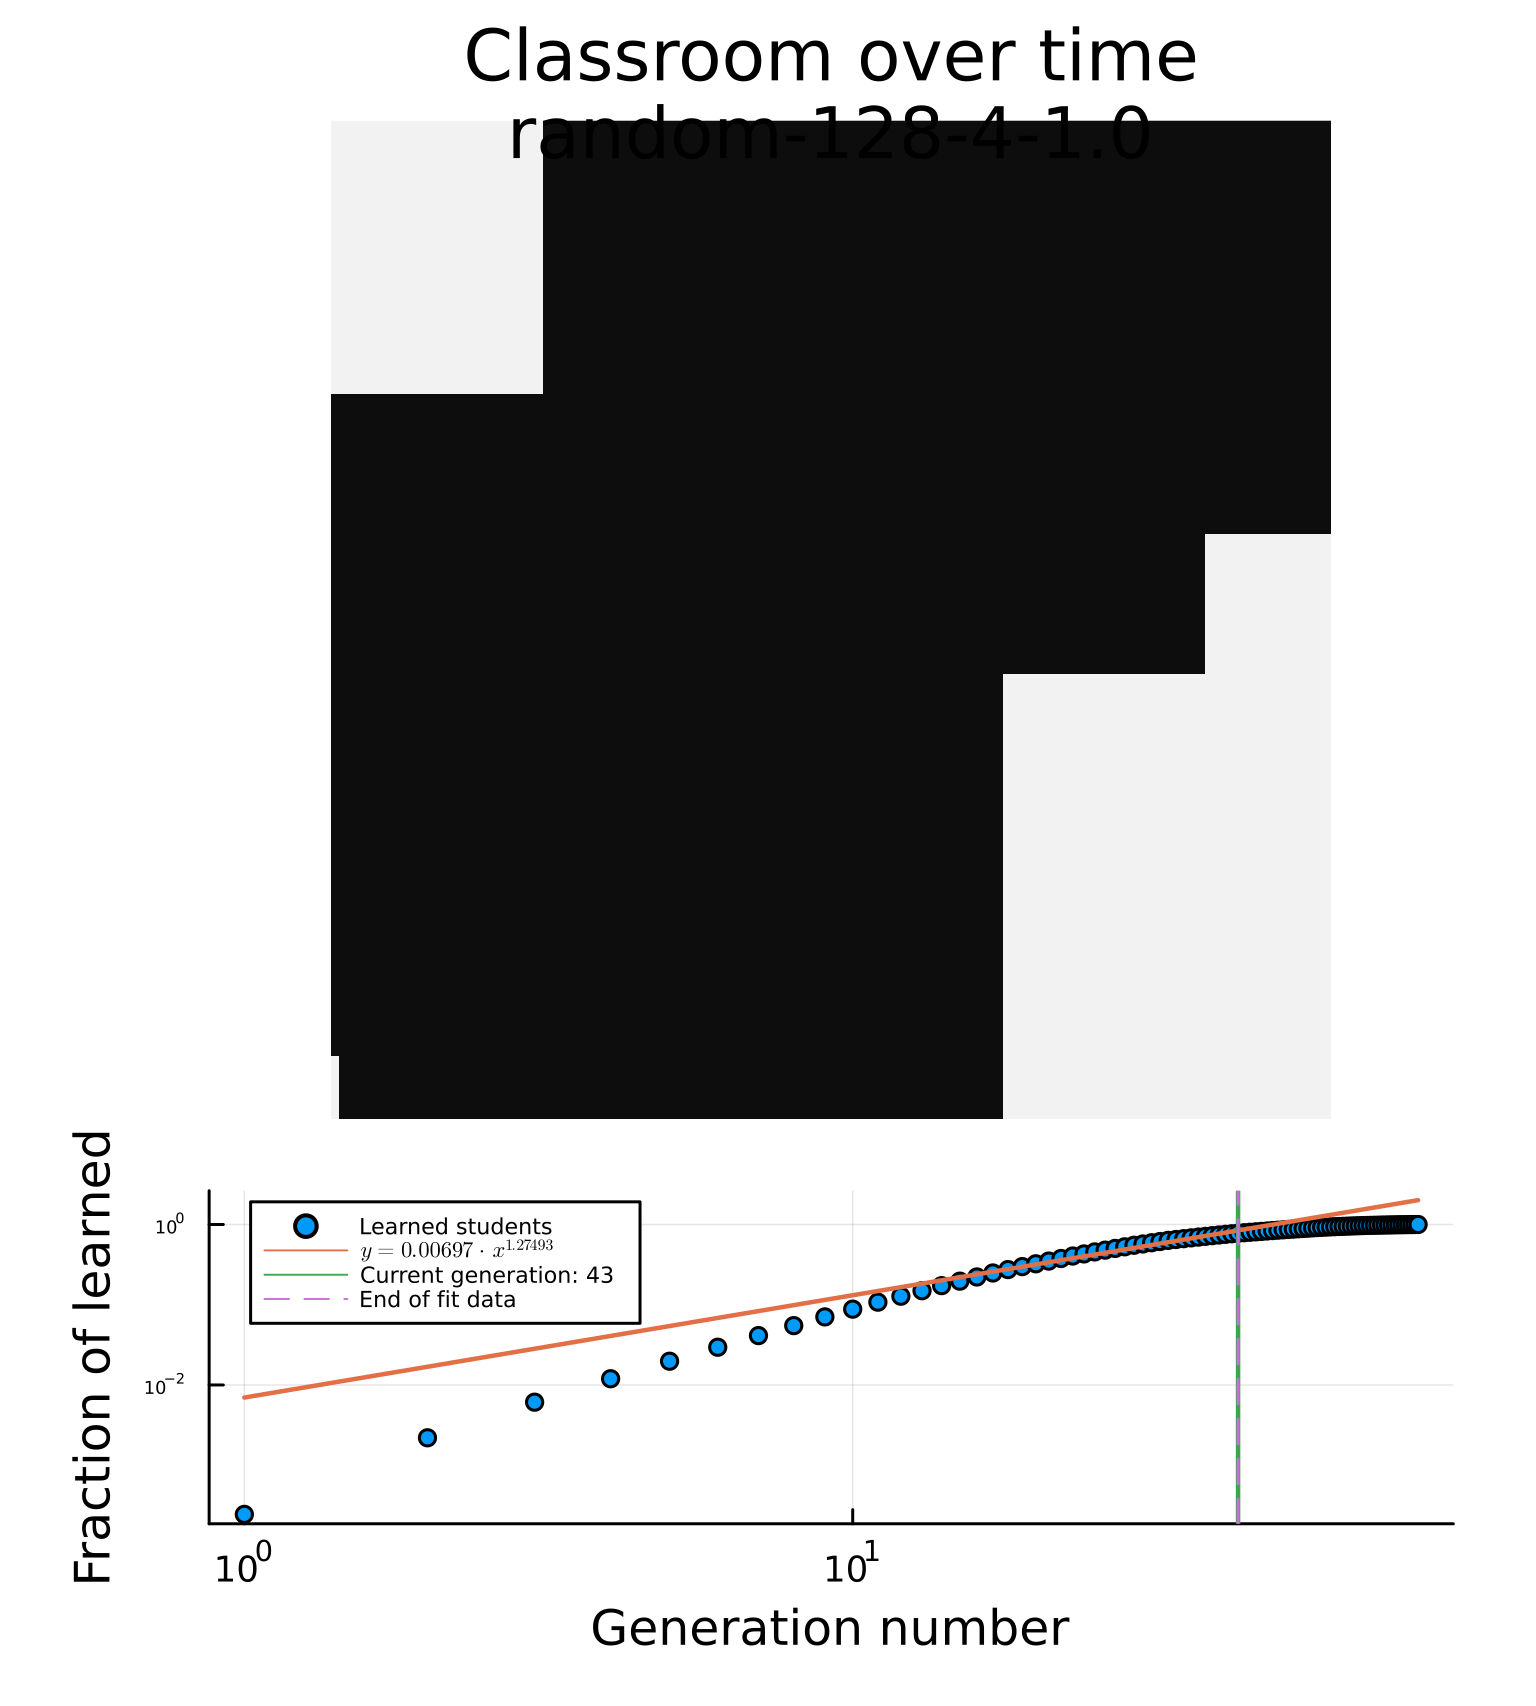 Classroom over time
random-128-4-1.0
Fraction of learned
10⁰
10⁻²
Learned students
y = 0.00697 · x^1.27493
Current generation: 43
End of fit data
10⁰
10¹
Generation number